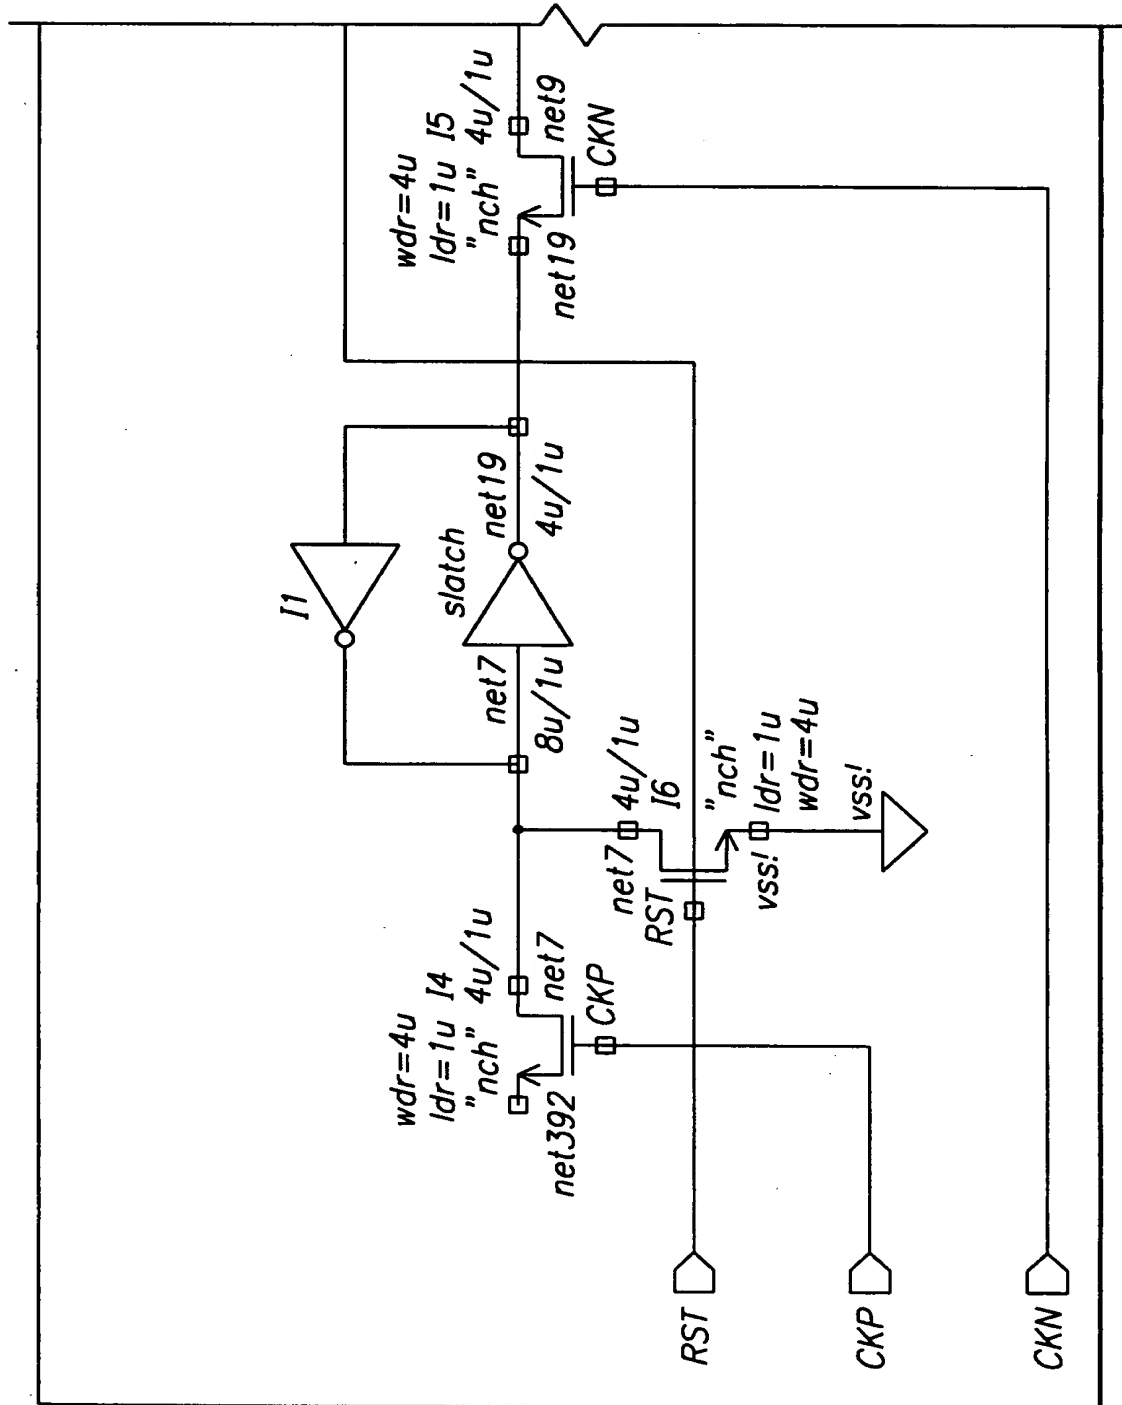 wdr=4u
ldr=1u I4
"nch" 4u/1u
net392
net7
CKP
net7
8u/1u
I1
slatch
net19
4u/1u
wdr=4u
ldr=1u I5
"nch" 4u/1u
net19
net9
CKN
net7 4u/1u
RST I6
"nch"
vss! ldr=1u
wdr=4u
vss!
RST
CKP
CKN